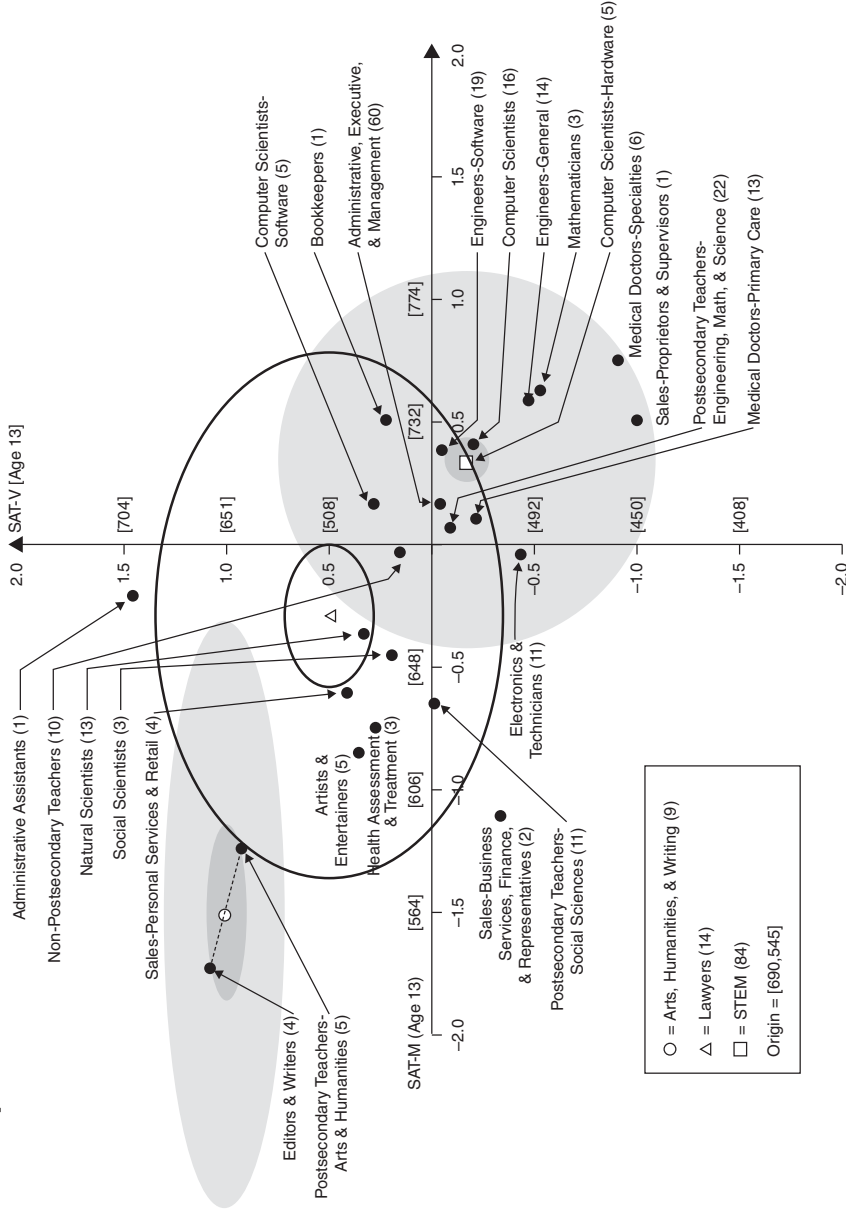 SAT-V [Age 13]
2.0
1.5
1.0
0.5
−0.5
−1.0
−1.5
−2.0
[704]
[651]
[508]
[492]
[450]
[408]
SAT-M (Age 13)
−2.0
−1.5
−1.0
−0.5
0.5
1.0
1.5
2.0
[564]
[606]
[648]
[732]
[774]
Administrative Assistants (1)
Non-Postsecondary Teachers (10)
Natural Scientists (13)
Social Scientists (3)
Sales-Personal Services & Retail (4)
Editors & Writers (4)
Postsecondary Teachers-
Arts & Humanities (5)
Artists &
Entertainers (5)
Health Assessment
& Treatment (3)
Sales-Business
Services, Finance,
& Representatives (2)
Postsecondary Teachers-
Social Sciences (11)
Electronics &
Technicians (11)
Computer Scientists-
Software (5)
Bookkeepers (1)
Administrative, Executive,
& Management (60)
Engineers-Software (19)
Computer Scientists (16)
Engineers-General (14)
Mathematicians (3)
Computer Scientists-Hardware (5)
Medical Doctors-Specialties (6)
Sales-Proprietors & Supervisors (1)
Postsecondary Teachers-
Engineering, Math, & Science (22)
Medical Doctors-Primary Care (13)
= Arts, Humanities, & Writing (9)
= Lawyers (14)
= STEM (84)
Origin = [690,545]